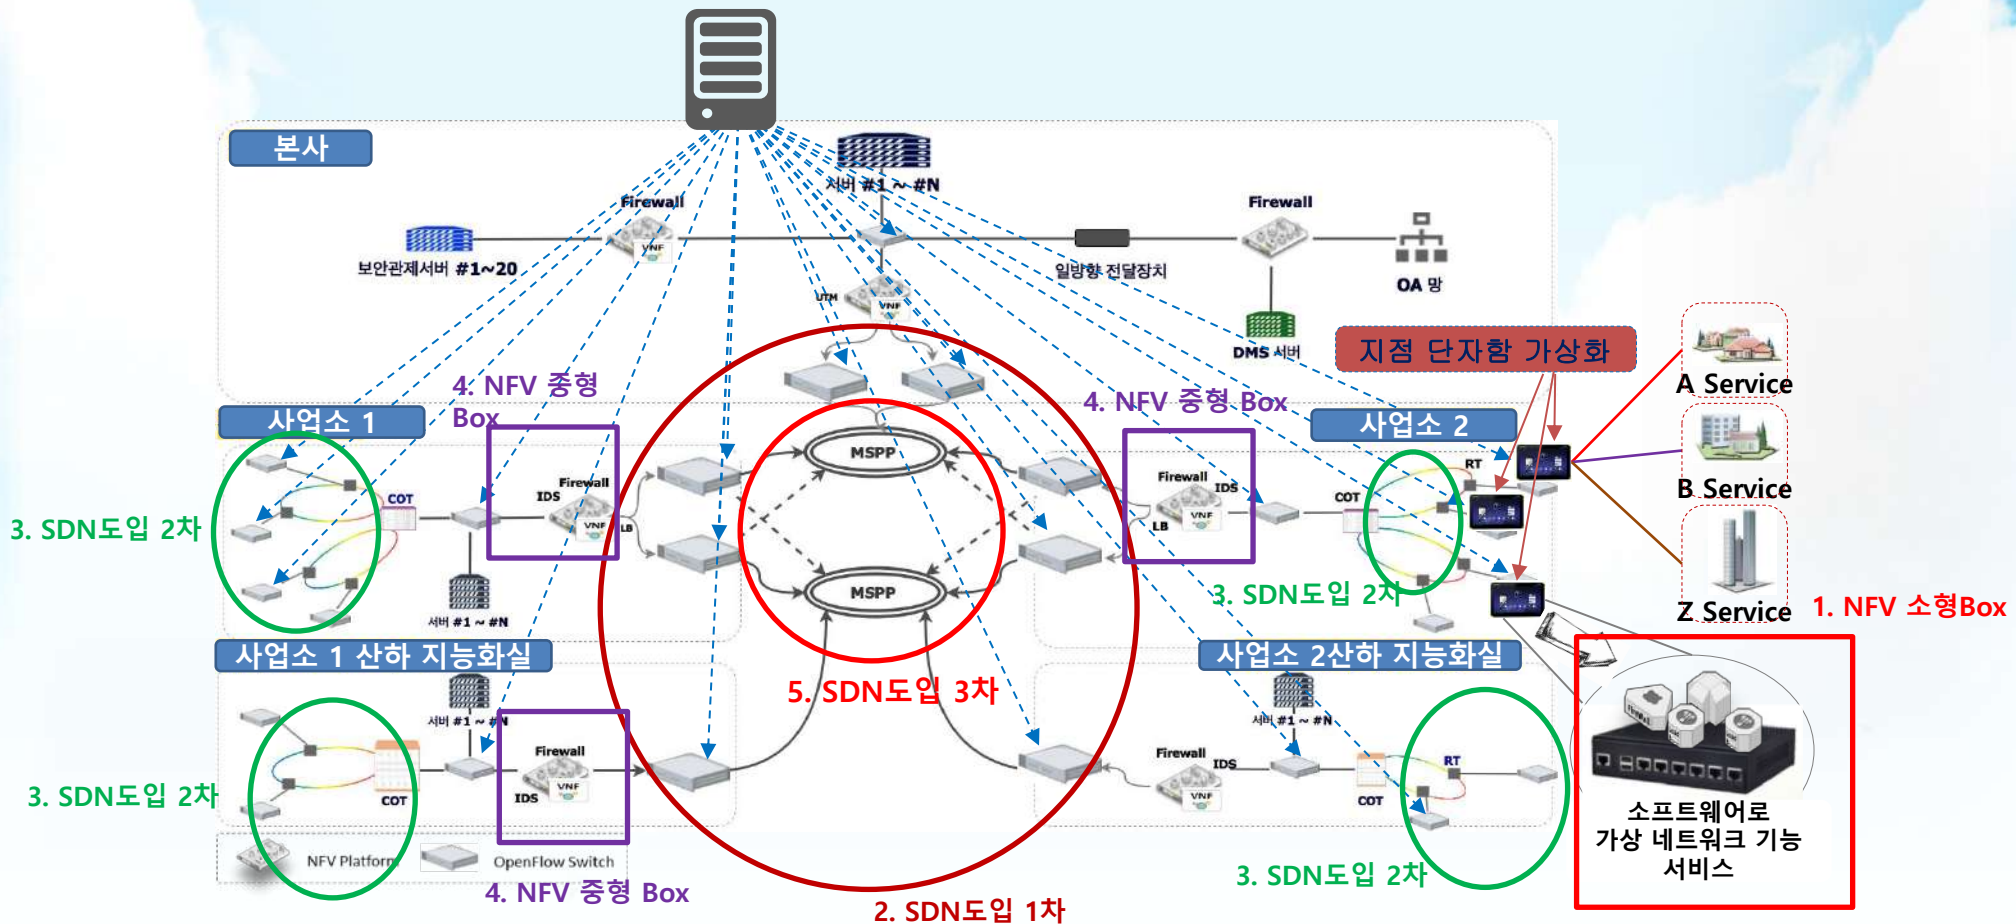 본사
서버 #1 ~ #N
Firewall
VNF
보안관제서버 #1~20
일방향 전달장치
Firewall
OA 망
UTM
VNF
DMS 서버
지점 단자함 가상화
A Service
B Service
Z Service
1. NFV 소형Box
4. NFV 중형
Box
4. NFV 중형 Box
사업소 1
사업소 2
MSPP
MSPP
3. SDN도입 2차
COT
IDS
Firewall
VNF
LB
서버 #1 ~ #N
Firewall
IDS
LB
VNF
COT
RT
3. SDN도입 2차
사업소 1 산하 지능화실
사업소 2산하 지능화실
5. SDN도입 3차
서버 #1 ~ #N
서버 #1 ~ #N
3. SDN도입 2차
COT
Firewall
IDS
VNF
Firewall
IDS
VNF
COT
RT
FireWall
소프트웨어로
가상 네트워크 기능
서비스
NFV Platform
OpenFlow Switch
4. NFV 중형 Box
3. SDN도입 2차
2. SDN도입 1차